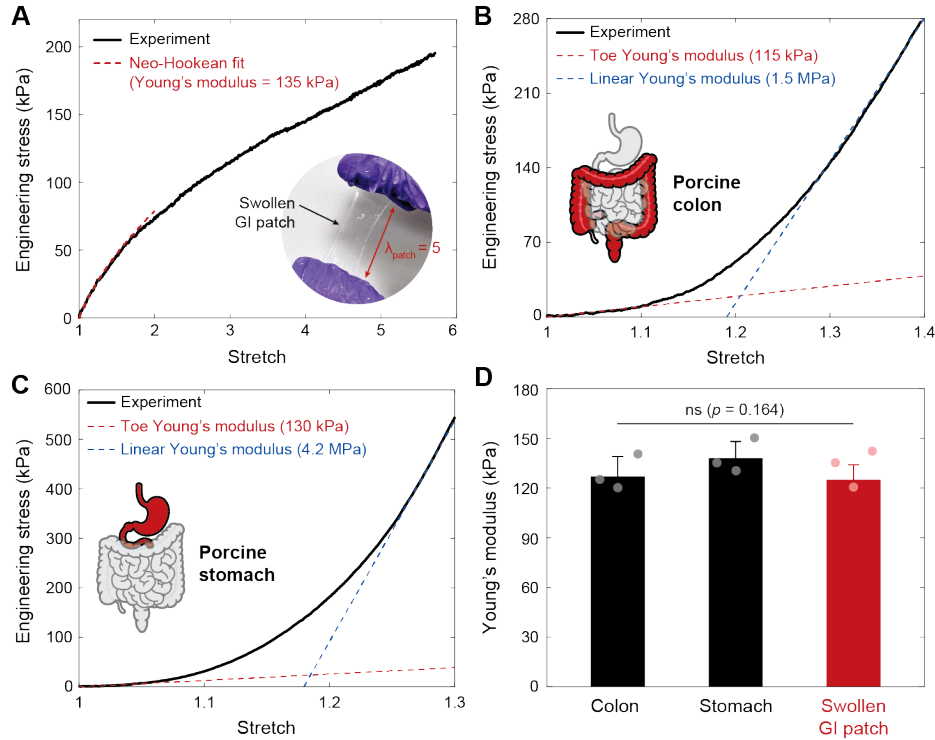 A
Experiment
Neo-Hookean fit
(Young's modulus = 135 kPa)
Engineering stress (kPa)
200
150
100
50
0
1
2
3
4
5
6
Stretch
Swollen
GI patch
λpatch = 5
B
Experiment
Toe Young's modulus (115 kPa)
Linear Young's modulus (1.5 MPa)
Engineering stress (kPa)
280
210
140
70
0
1
1.1
1.2
1.3
1.4
Stretch
Porcine
colon
C
Experiment
Toe Young's modulus (130 kPa)
Linear Young's modulus (4.2 MPa)
Engineering stress (kPa)
600
500
400
300
200
100
0
1
1.1
1.2
1.3
Stretch
Porcine
stomach
D
ns (p = 0.164)
Young's modulus (kPa)
180
150
120
90
60
30
0
Colon
Stomach
Swollen
GI patch